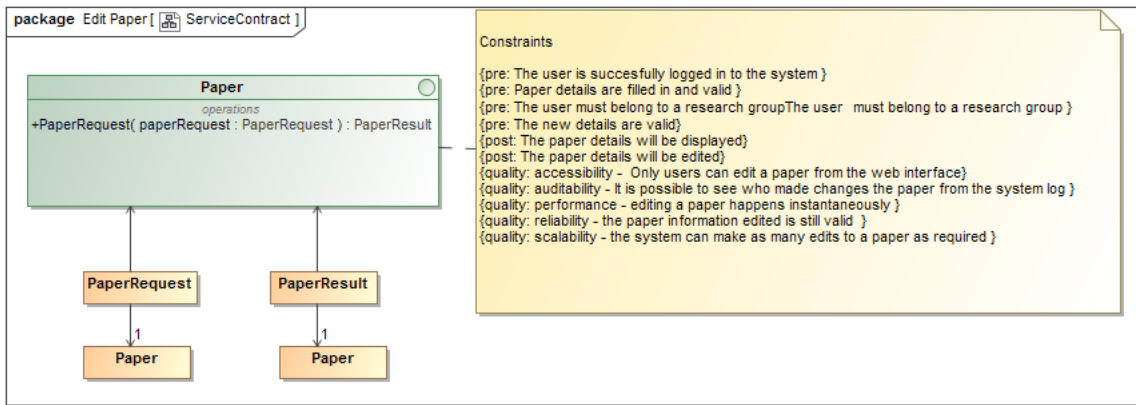 package Edit Paper [ ServiceContract ]
Paper
operations
+PaperRequest( paperRequest : PaperRequest ) : PaperResult
PaperRequest
PaperResult
1
1
Paper
Paper
Constraints
{pre: The user is succesfully logged in to the system }
{pre: Paper details are filled in and valid }
{pre: The user must belong to a research groupThe user must belong to a research group }
{pre: The new details are valid}
{post: The paper details will be displayed}
{post: The paper details will be edited}
{quality: accessibility - Only users can edit a paper from the web interface}
{quality: auditability - It is possible to see who made changes the paper from the system log }
{quality: performance - editing a paper happens instantaneously }
{quality: reliability - the paper information edited is still valid }
{quality: scalability - the system can make as many edits to a paper as required }